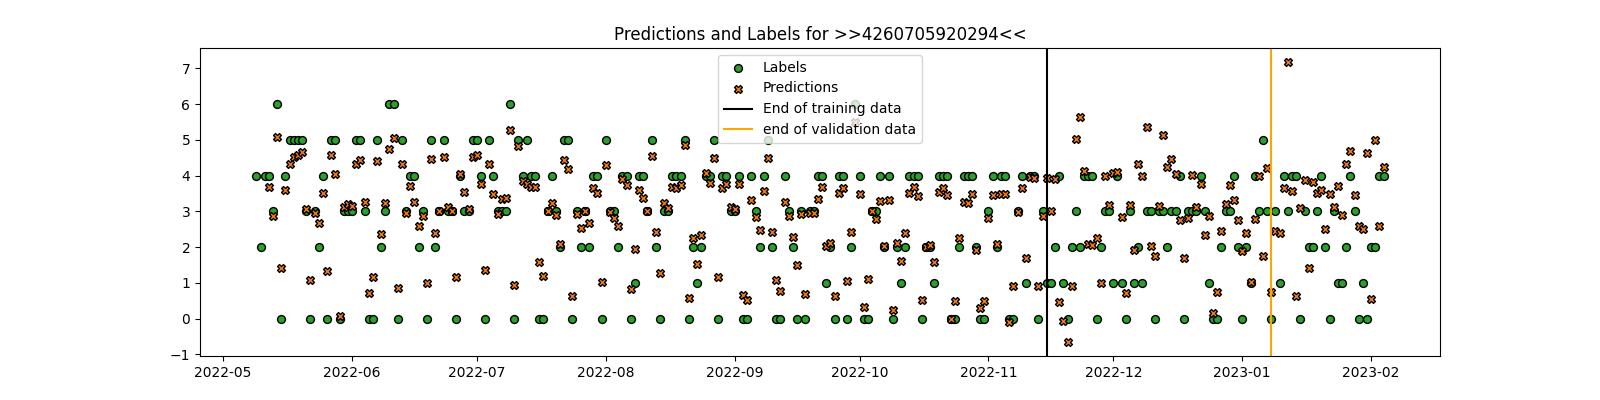 Predictions and Labels for >>4260705920294<<
Labels
Predictions
End of training data
end of validation data
7
6
5
4
3
2
1
0
−1
2022-05 2022-06 2022-07 2022-08 2022-09 2022-10 2022-11 2022-12 2023-01 2023-02